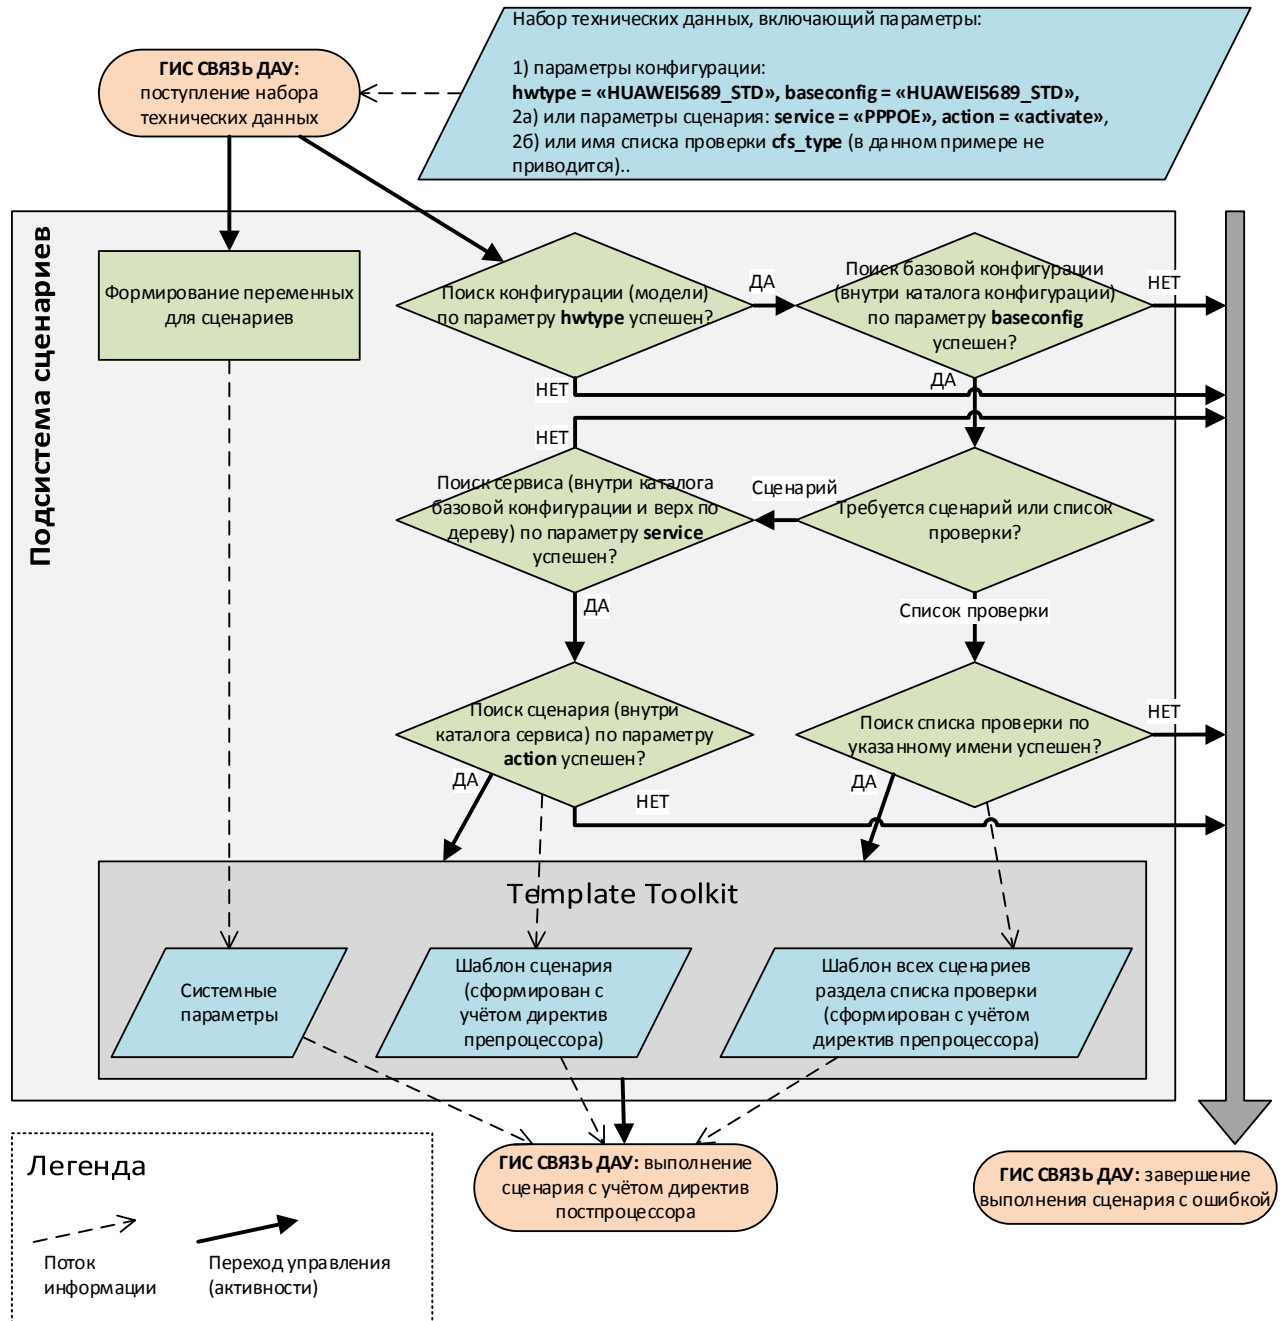 Набор технических данных, включающий параметры:
1) параметры конфигурации:
hwtype = «HUAWEI5689_STD», baseconfig = «HUAWEI5689_STD»,
2а) или параметры сценария: service = «PPPOE», action = «activate»,
2б) или имя списка проверки cfs_type (в данном примере не
приводится)..
ГИС СВЯЗЬ ДАУ:
поступление набора
технических данных
Подсистема сценариев
Формирование переменных
для сценариев
Поиск конфигурации (модели)
по параметру hwtype успешен?
ДА
Поиск базовой конфигурации
(внутри каталога конфигурации)
по параметру baseconfig
успешен?
НЕТ
НЕТ
ДА
НЕТ
Поиск сервиса (внутри каталога
базовой конфигурации и верх по
дереву) по параметру service
успешен?
Сценарий
Требуется сценарий или список
проверки?
ДА
Список проверки
Поиск сценария (внутри
каталога сервиса) по параметру
action успешен?
Поиск списка проверки по
указанному имени успешен?
НЕТ
ДА
НЕТ
ДА
Template Toolkit
Системные
параметры
Шаблон сценария
(сформирован с
учётом директив
препроцессора)
Шаблон всех сценариев
раздела списка проверки
(сформирован с учётом
директив препроцессора)
ГИС СВЯЗЬ ДАУ: выполнение
сценария с учётом директив
постпроцессора
ГИС СВЯЗЬ ДАУ: завершение
выполнения сценария с ошибкой
Легенда
Поток
информации
Переход управления
(активности)